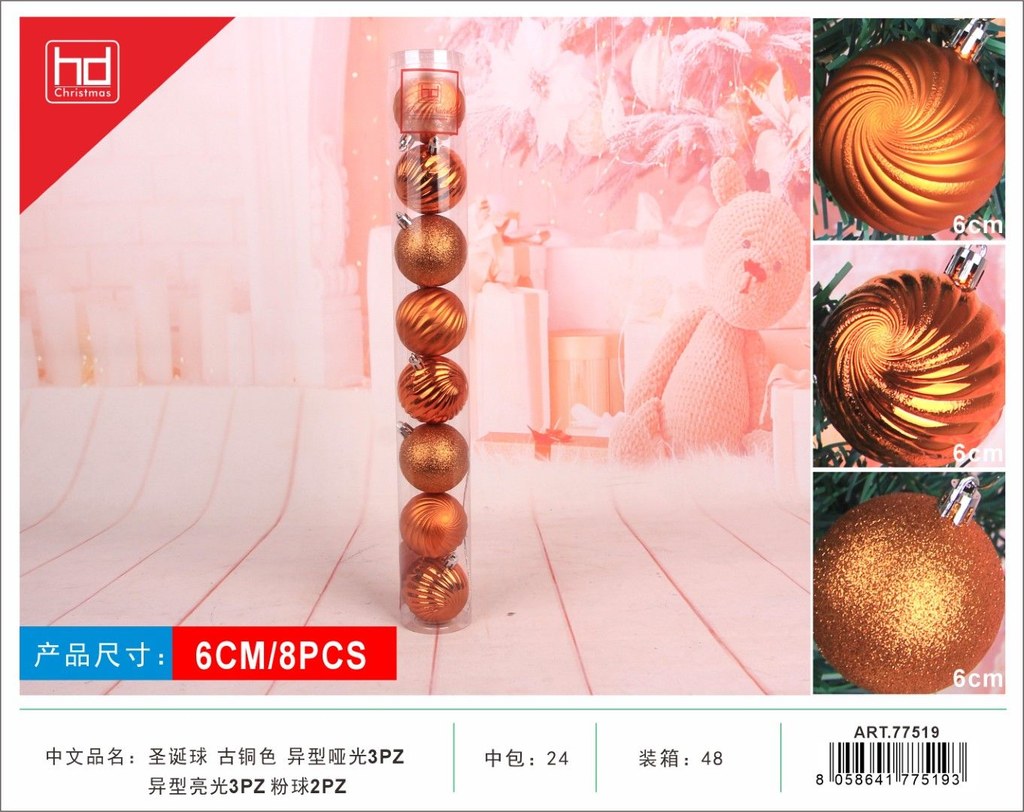 hd
Christmas
hd
6cm
6cm
6cm
产品尺寸：6CM/8PCS
中文品名：圣诞球 古铜色 异型哑光3PZ
异型亮光3PZ 粉球2PZ
中包：24
装箱：48
ART.77519
8 058641 775193